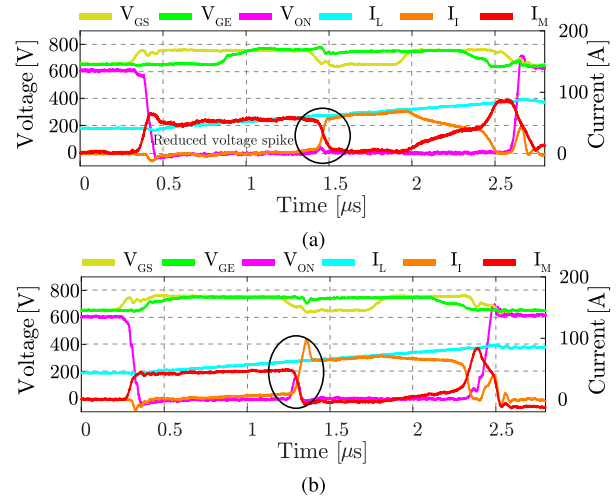 V_GS V_GE V_ON I_L I_I I_M
Voltage [V]
800
600
400
200
0
Reduced voltage spike
200
100
0
Current [A]
0 0.5 1 1.5 2 2.5
Time [μs]
(a)
V_GS V_GE V_ON I_L I_I I_M
Voltage [V]
800
600
400
200
0
200
100
0
Current [A]
0 0.5 1 1.5 2 2.5
Time [μs]
(b)